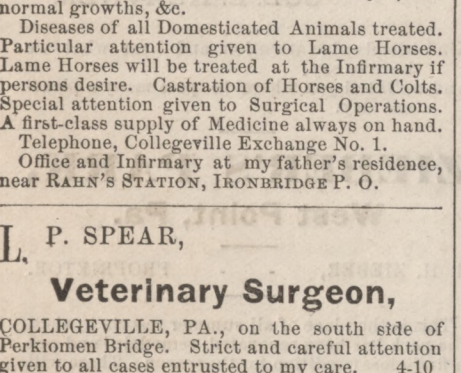 normal growths, &c.
Diseases of all Domesticated Animals treated.
Particular attention given to Lame Horses.
Lame Horses will be treated at the Infirmary if
persons desire. Castration of Horses and Colts.
Special attention given to Surgical Operations.
A first-class supply of Medicine always on hand.
Telephone, Collegeville Exchange No. 1.
Office and Infirmary at my father's residence,
near RAHN'S STATION, IRONBRIDGE P. O.
L. P. SPEAR,
Veterinary Surgeon,
COLLEGEVILLE, PA., on the south side of
Perkiomen Bridge. Strict and careful attention
given to all cases entrusted to my care. 4-10